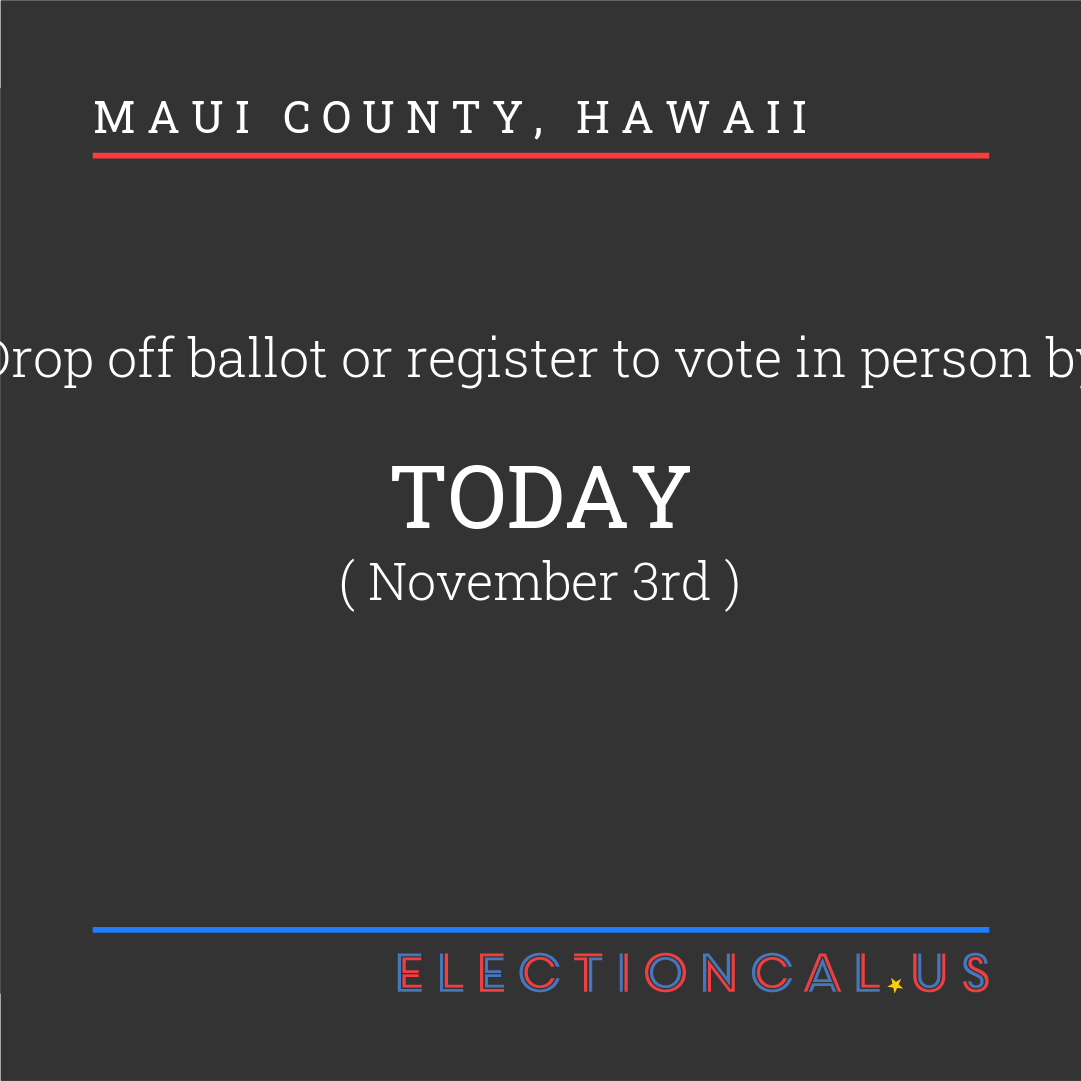 MAUI COUNTY, HAWAII
Drop off ballot or register to vote in person by
TODAY
( November 3rd )
ELECTIONCAL.US